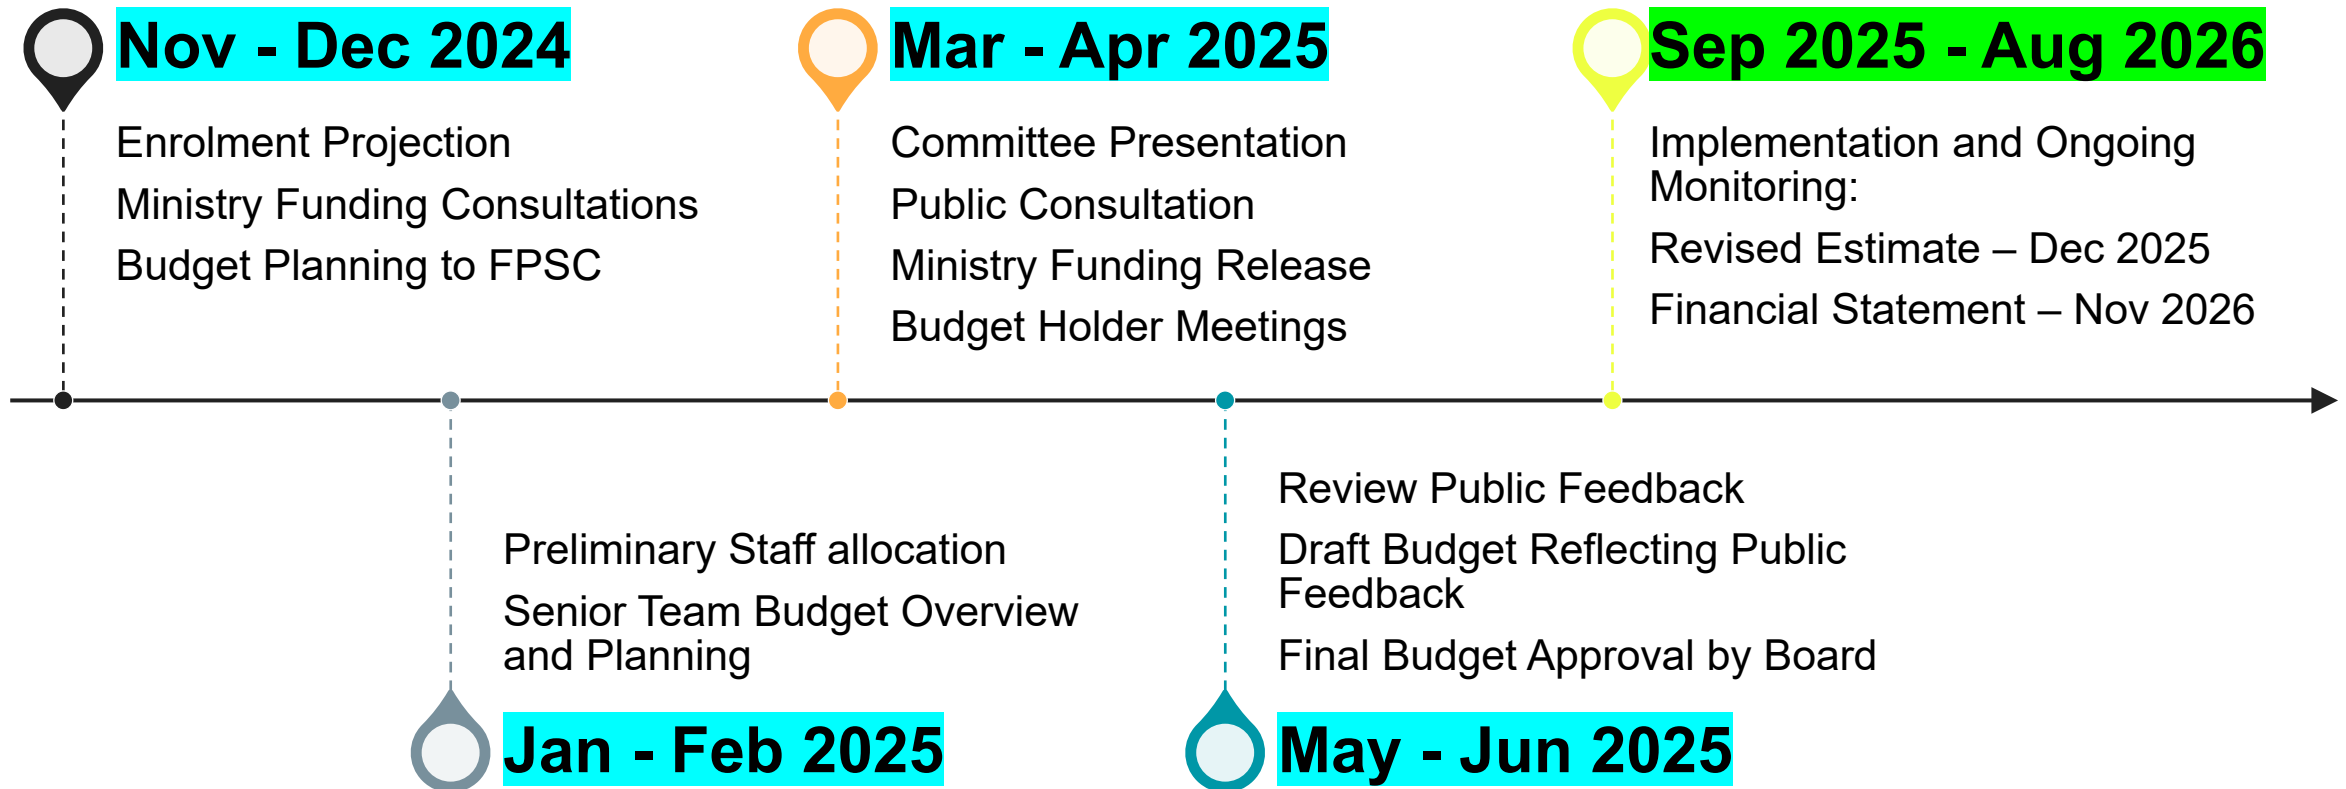 Nov - Dec 2024
Enrolment Projection
Ministry Funding Consultations
Budget Planning to FPSC
Preliminary Staff allocation
Senior Team Budget Overview
and Planning
Jan - Feb 2025
Mar - Apr 2025
Committee Presentation
Public Consultation
Ministry Funding Release
Budget Holder Meetings
Review Public Feedback
Draft Budget Reflecting Public
Feedback
Final Budget Approval by Board
May - Jun 2025
Sep 2025 - Aug 2026
Implementation and Ongoing
Monitoring:
Revised Estimate – Dec 2025
Financial Statement – Nov 2026